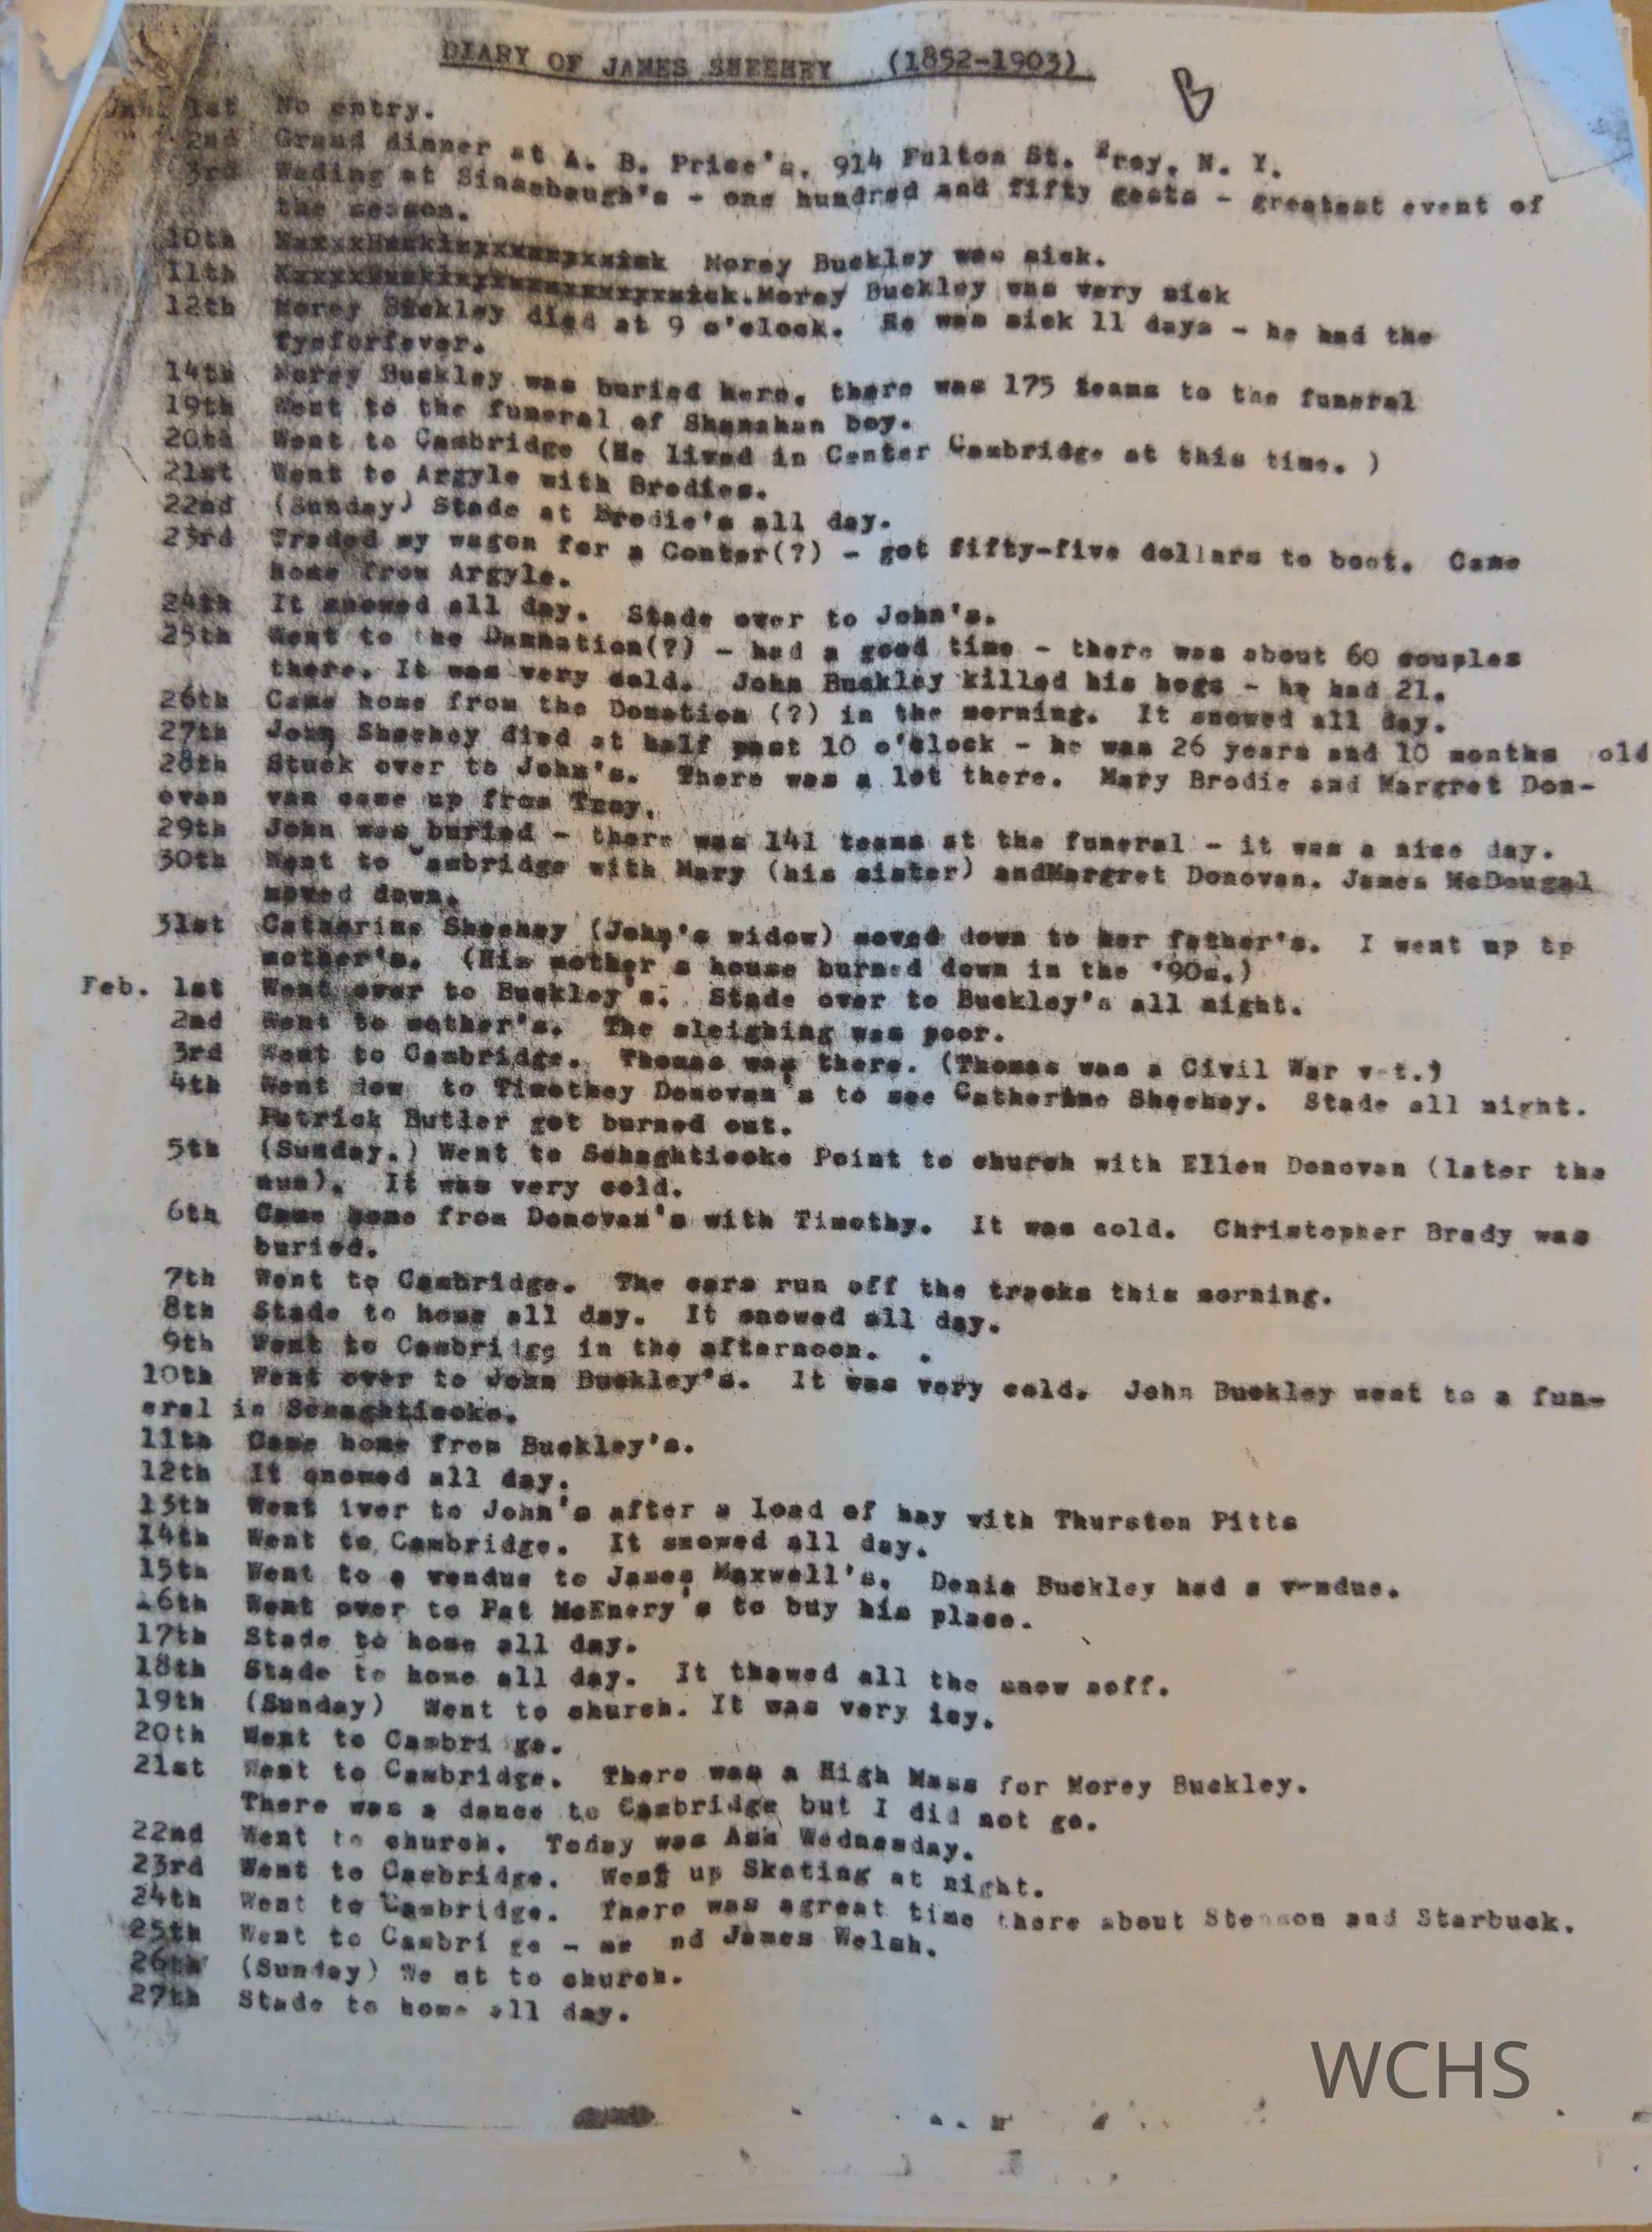 DIARY OF JAMES SHEEHEY (1852-1903)
B
Jan. 1st No entry.
" 2nd Grand dinner at A. B. Price's, 914 Fulton St. Troy, N. Y.
3rd Wading at Sinsebaugh's - one hundred and fifty gests - greatest event of
the season.
10th Morey Buckley was sick.
11th Morey Buckley was very sick
12th Morey Buckley died at 9 o'clock. He was sick 11 days - he had the
tyeforfever.
14th Morey Buckley was buried here. there was 175 teams to the funeral
19th Went to the funeral of Shanahan boy.
20th Went to Cambridge (He lived in Center Cambridge at this time. )
21st Went to Argyle with Brodies.
22nd (Sunday) Stade at Brodie's all day.
23rd Traded my wagon for a Conter(?) - got fifty-five dollars to boot. Came
home from Argyle.
24th It snowed all day. Stade over to John's.
25th Went to the Damnation(?) - had a good time - there was about 60 couples
there. It was very cold. John Buckley killed his hogs - he had 21.
26th Came home from the Donation (?) in the morning. It snowed all day.
27th John Sheehey died at half past 10 o'clock - he was 26 years and 10 months old
28th Stuck over to John's. There was a lot there. Mary Brodie and Margret Don-
oven van come up from Troy.
29th John was buried - there was 141 teams at the funeral - it was a nice day.
30th Went to Cambridge with Mary (his sister) andMargret Donovan. James McDougal
moved down.
31st Catherine Sheehey (John's widow) moved down to her father's. I went up tp
mother's. (His mother's house burned down in the '90s.)
Feb. 1st Went over to Buckley's. Stade over to Buckley's all night.
2nd Went to mother's. The sleighing was poor.
3rd Went to Cambridge. Thomas was there. (Thomas was a Civil War vet.)
4th Went dow to Timothey Donovan's to see Catherine Sheehey. Stade all night.
Patrick Butler got burned out.
5th (Sunday.) Went to Schaghticoke Point to church with Ellen Donovan (later the
nun). It was very cold.
6th Came home from Donovan's with Timothy. It was cold. Christopher Brady was
buried.
7th Went to Cambridge. The cars run off the tracks this morning.
8th Stade to home all day. It snowed all day.
9th Went to Cambridge in the afternoon. .
10th Went over to John Buckley's. It was very cold. John Buckley went to a fun-
eral in Schaghticoke.
11th Came home from Buckley's.
12th It snowed all day.
13th Went iver to John's after a load of hay with Thurston Pitts
14th Went to Cambridge. It snowed all day.
15th Went to a vendue to James Maxwell's. Denis Buckley had a vendue.
16th Went over to Pat McEnery's to buy his place.
17th Stade to home all day.
18th Stade to home all day. It thawed all the snow soff.
19th (Sunday) Went to church. It was very icy.
20th Went to Cambri ge.
21st Went to Cambridge. There was a High Mass for Morey Buckley.
There was a dance to Cambridge but I did not go.
22nd Went to church. Today was Ash Wednesday.
23rd Went to Cambridge. Went up Skating at night.
24th Went to Cambridge. There was agreat time there about Stenson and Starbuck.
25th Went to Cambri ge - me nd James Welsh.
26th (Sunday) We nt to church.
27th Stade to home all day.
WCHS